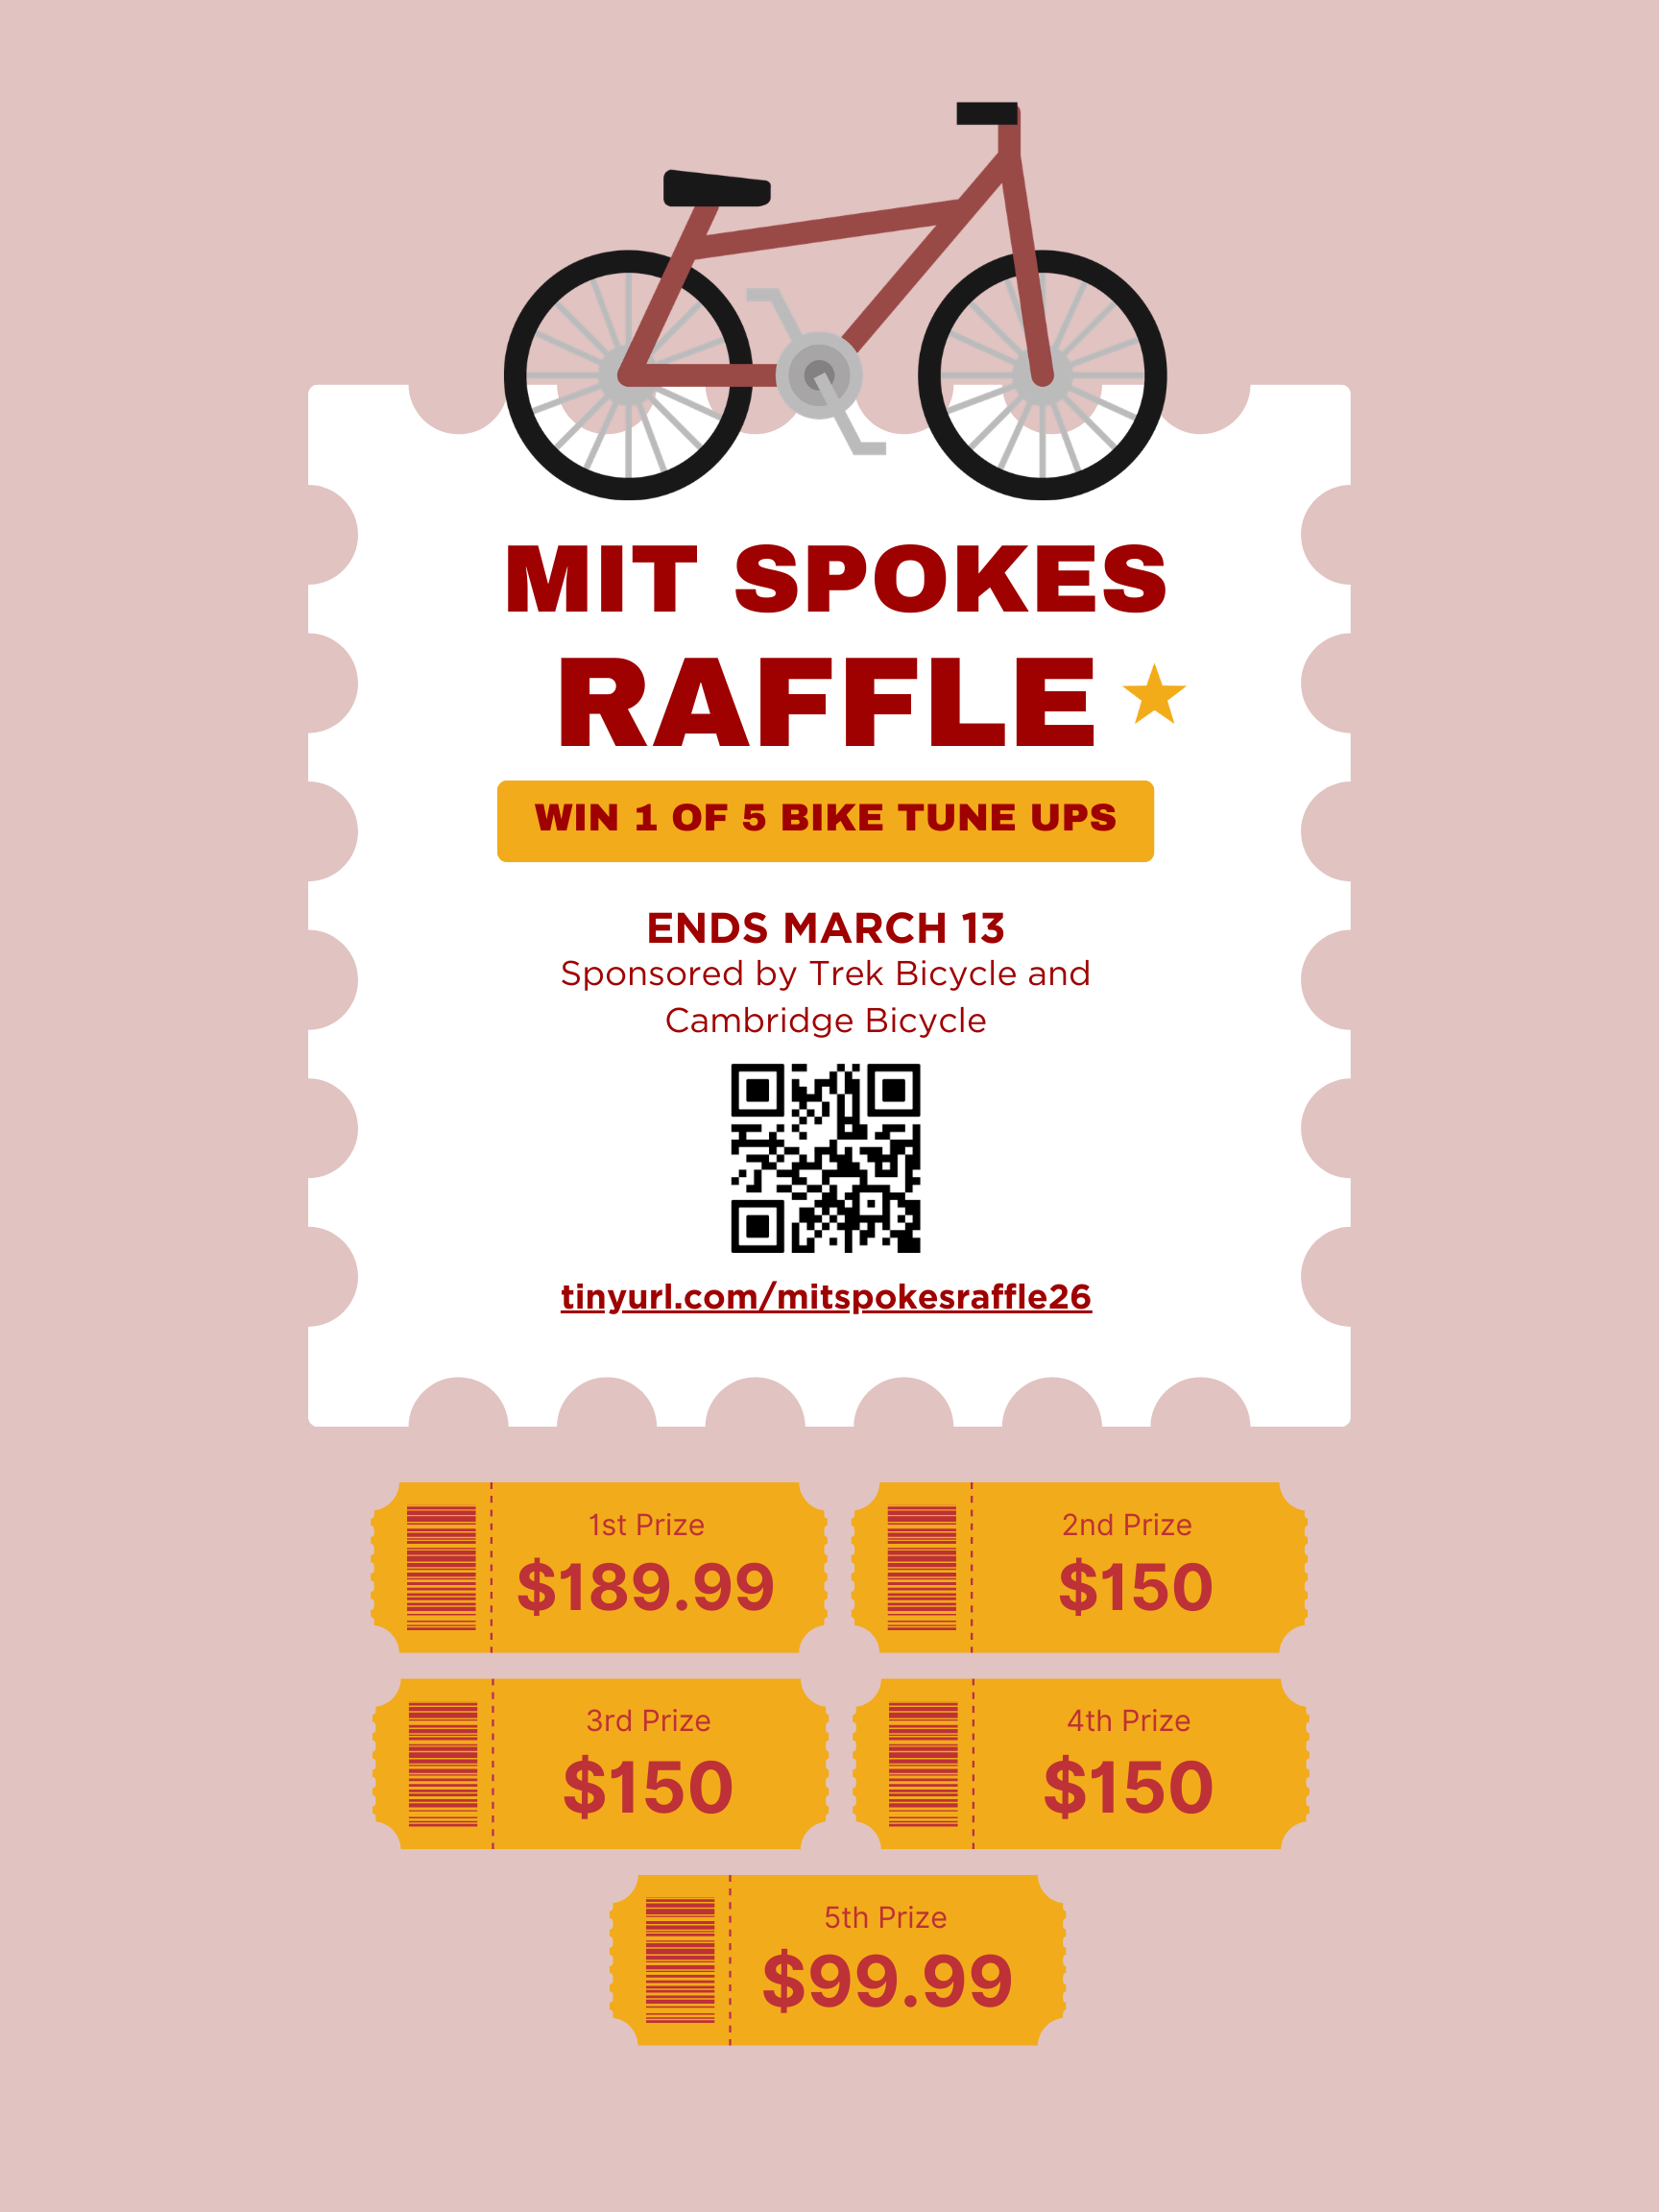 MIT SPOKES
RAFFLE
WIN 1 OF 5 BIKE TUNE UPS
ENDS MARCH 13
Sponsored by Trek Bicycle and
Cambridge Bicycle
tinyurl.com/mitspokesraffle26
1st Prize
$189.99
2nd Prize
$150
3rd Prize
$150
4th Prize
$150
5th Prize
$99.99